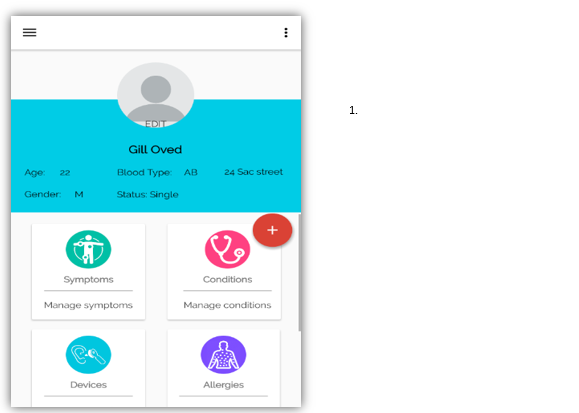 EDIT
Gill Oved
Age: 22 Blood Type: AB 24 Sac street
Gender: M Status: Single
+
Symptoms Conditions
Manage symptoms Manage conditions
Devices Allergies
1.